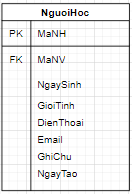 NguoiHoc
PK MaNH
FK MaNV
NgaySinh
GioiTinh
DienThoai
Email
GhiChu
NgayTao